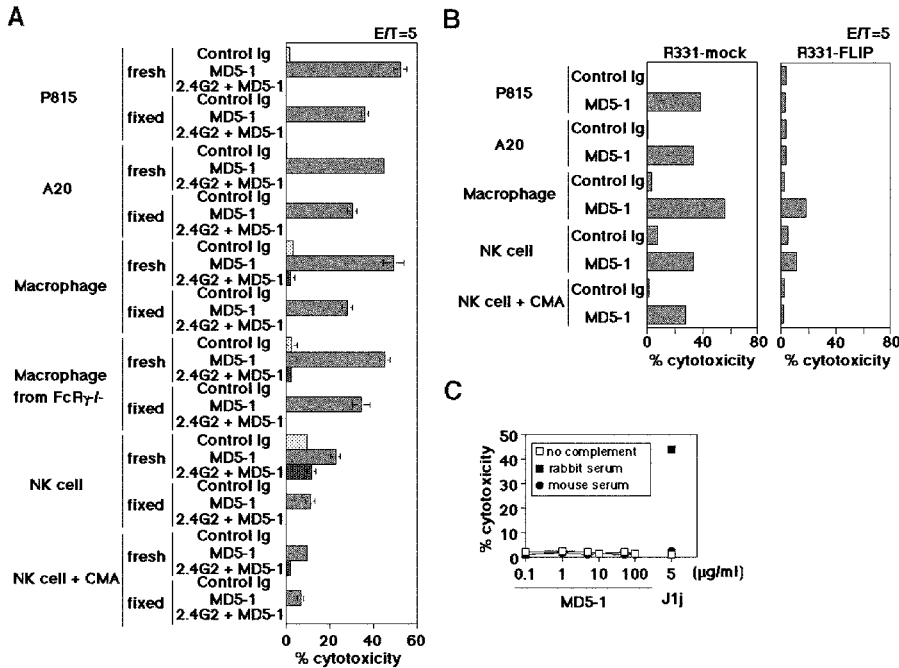 A
E/T=5
P815
fresh
Control Ig
MD5-1
2.4G2 + MD5-1
fixed
Control Ig
MD5-1
2.4G2 + MD5-1
A20
fresh
Control Ig
MD5-1
2.4G2 + MD5-1
fixed
Control Ig
MD5-1
2.4G2 + MD5-1
Macrophage
fresh
Control Ig
MD5-1
2.4G2 + MD5-1
fixed
Control Ig
MD5-1
2.4G2 + MD5-1
Macrophage
from FcRγ-/-
fresh
Control Ig
MD5-1
2.4G2 + MD5-1
fixed
Control Ig
MD5-1
2.4G2 + MD5-1
NK cell
fresh
Control Ig
MD5-1
2.4G2 + MD5-1
fixed
Control Ig
MD5-1
2.4G2 + MD5-1
NK cell + CMA
fresh
Control Ig
MD5-1
2.4G2 + MD5-1
fixed
Control Ig
MD5-1
2.4G2 + MD5-1
0 20 40 60
% cytotoxicity
B
E/T=5
R331-mock R331-FLIP
P815
Control Ig
MD5-1
A20
Control Ig
MD5-1
Macrophage
Control Ig
MD5-1
NK cell
Control Ig
MD5-1
NK cell + CMA
Control Ig
MD5-1
0 40 80 0 40 80
% cytotoxicity % cytotoxicity
C
% cytotoxicity
50
40
30
20
10
0
no complement
rabbit serum
mouse serum
0.1 1 10 100 5 (μg/ml)
MD5-1 J1j